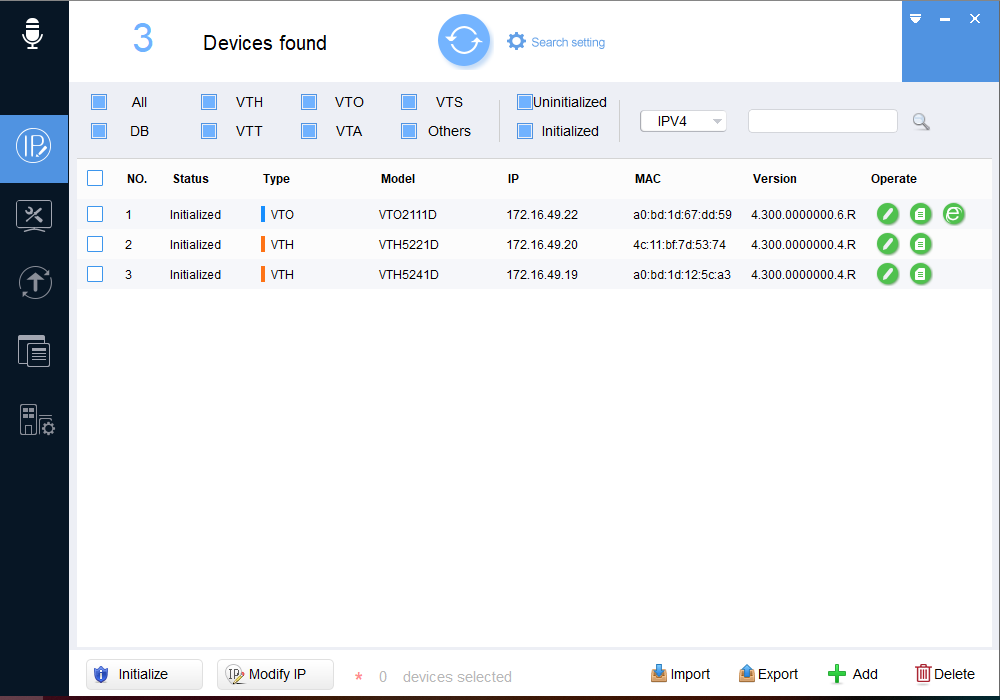 3 Devices found Search setting
All VTH VTO VTS Uninitialized
DB VTT VTA Others Initialized IPV4
NO. Status Type Model IP MAC Version Operate
1 Initialized VTO VTO2111D 172.16.49.22 a0:bd:1d:67:dd:59 4.300.0000000.6.R
2 Initialized VTH VTH5221D 172.16.49.20 4c:11:bf:7d:53:74 4.300.0000000.4.R
3 Initialized VTH VTH5241D 172.16.49.19 a0:bd:1d:12:5c:a3 4.300.0000000.4.R
Initialize IP Modify IP * 0 devices selected Import Export Add Delete
IP